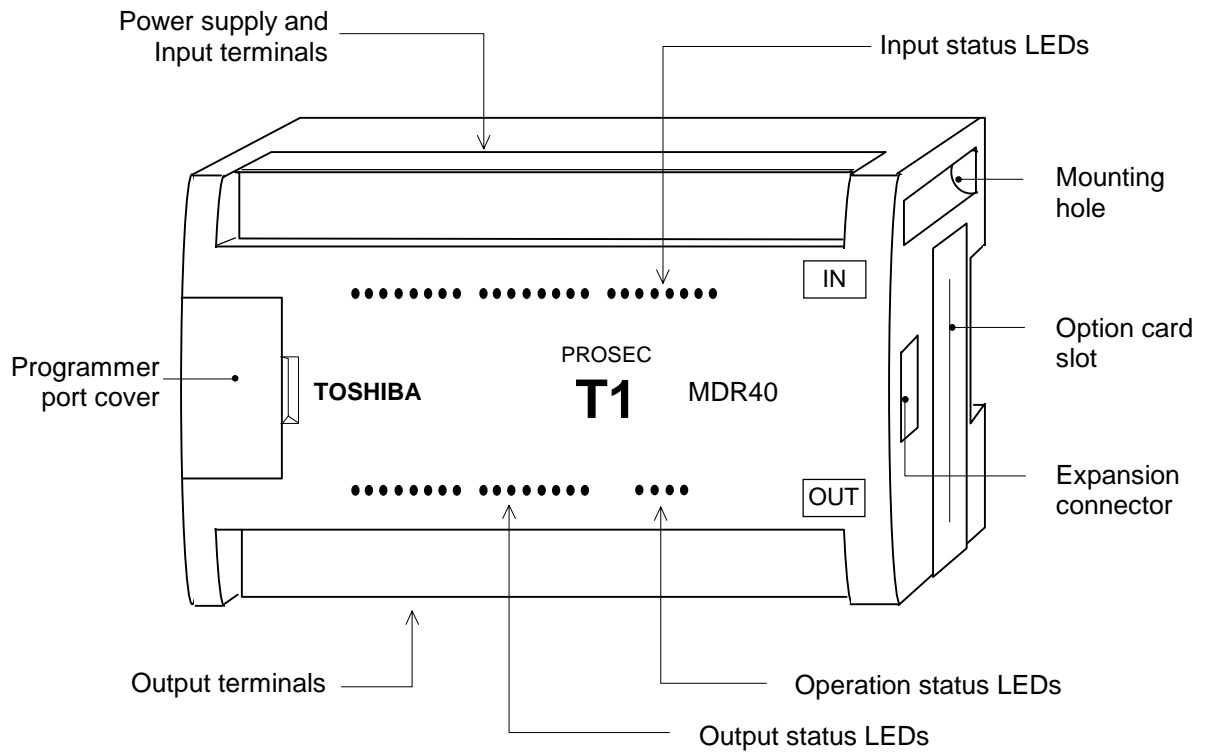 Power supply and
Input terminals
Input status LEDs
Mounting
hole
IN
Option card
slot
PROSEC
Programmer
port cover
TOSHIBA
T1
MDR40
Expansion
connector
OUT
Output terminals
Operation status LEDs
Output status LEDs